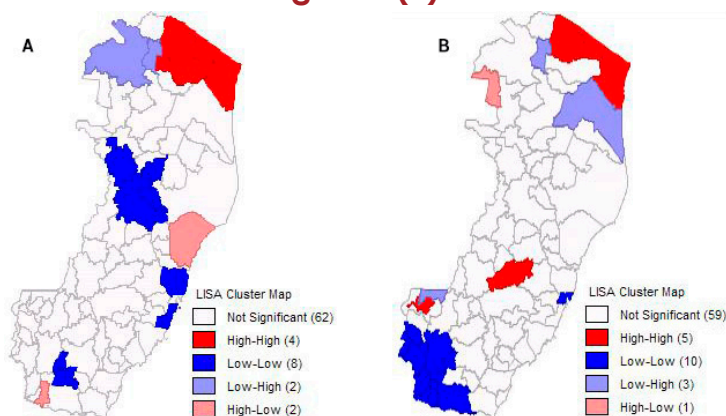 A
LISA Cluster Map
Not Significant (62)
High-High (4)
Low-Low (8)
Low-High (2)
High-Low (2)
B
LISA Cluster Map
Not Significant (59)
High-High (5)
Low-Low (10)
Low-High (3)
High-Low (1)